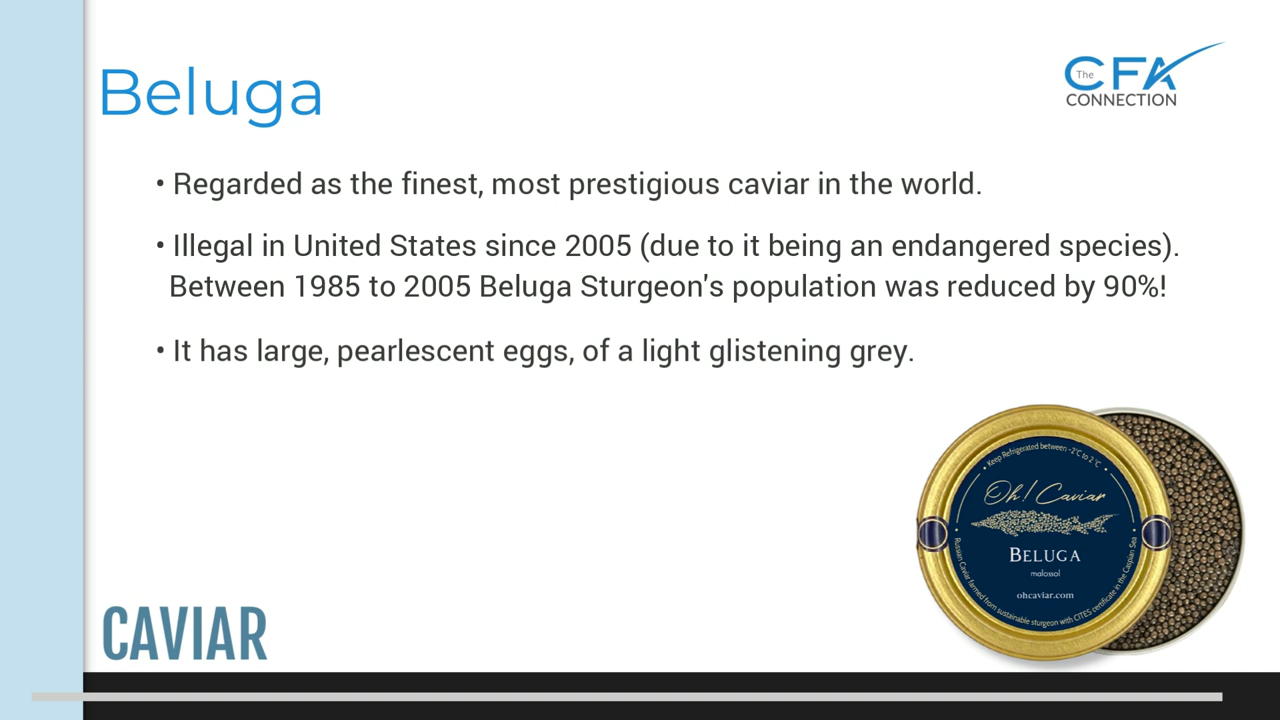 Beluga
The CFA
CONNECTION
• Regarded as the finest, most prestigious caviar in the world.
• Illegal in United States since 2005 (due to it being an endangered species).
Between 1985 to 2005 Beluga Sturgeon's population was reduced by 90%!
• It has large, pearlescent eggs, of a light glistening grey.
• Keep Refrigerated between -2°C to 2 °C •
Oh! Caviar
BELUGA
malossol
ohcaviar.com
• Russian Caviar farmed from sustainable sturgeon with CITES certificate in the Caspian Sea •
CAVIAR